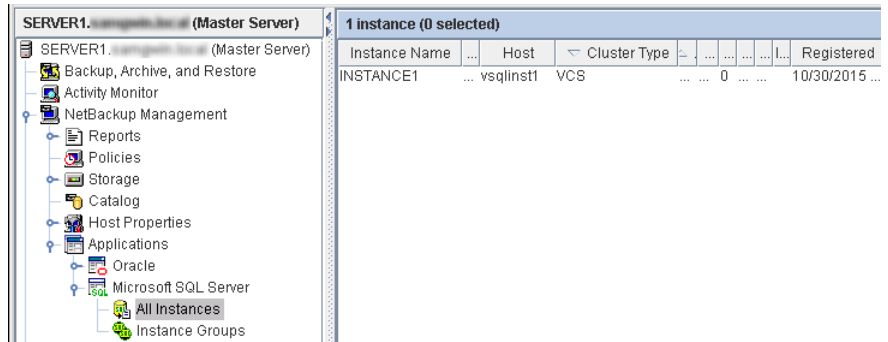 SERVER1. (Master Server)
SERVER1. (Master Server)
Backup, Archive, and Restore
Activity Monitor
NetBackup Management
Reports
Policies
Storage
Catalog
Host Properties
Applications
Oracle
SQL
Microsoft SQL Server
All Instances
Instance Groups
1 instance (0 selected)
Instance Name ... Host Cluster Type ... ... ... ... I... Registered
INSTANCE1 ... vsqlinst1 VCS ... ... 0 ... ... 10/30/2015 ...